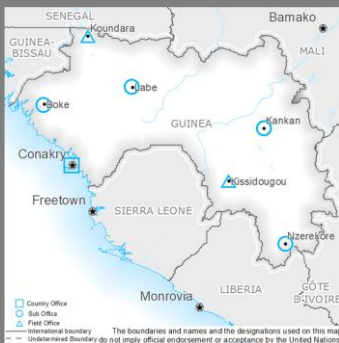 SENEGAL
Koundara
Bamako
GUINEA-
BISSAU
MALI
Labe
Boke
Kankan
GUINEA
Conakry
Kissidougou
Freetown
SIERRA LEONE
Nzerekore
Monrovia
LIBERIA
CÔTE
D'IVOIRE
Country Office
Sub Office
Field Office
International boundary
The boundaries and names and the designations used on this map
Undetermined Boundary
do not imply official endorsement or acceptance by the United Nations